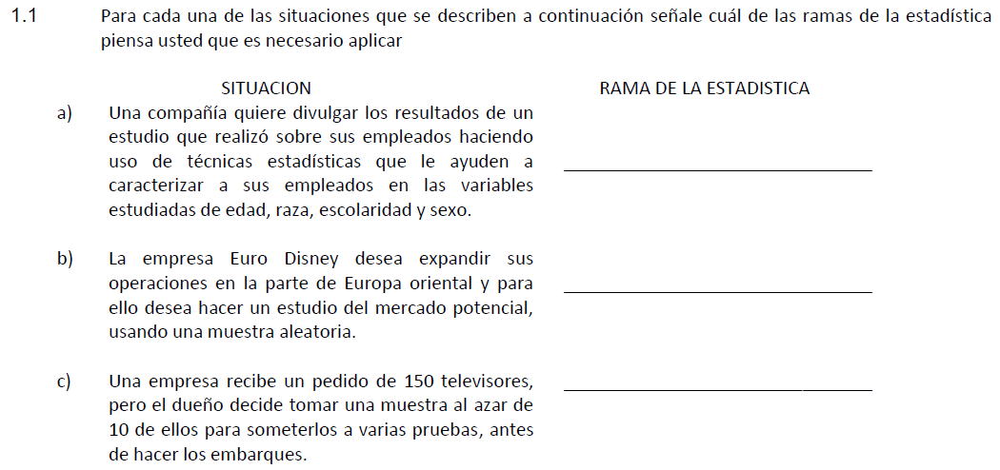 1.1 Para cada una de las situaciones que se describen a continuación señale cuál de las ramas de la estadística
piensa usted que es necesario aplicar
SITUACION RAMA DE LA ESTADISTICA
a) Una compañía quiere divulgar los resultados de un
estudio que realizó sobre sus empleados haciendo
uso de técnicas estadísticas que le ayuden a
caracterizar a sus empleados en las variables
estudiadas de edad, raza, escolaridad y sexo.
b) La empresa Euro Disney desea expandir sus
operaciones en la parte de Europa oriental y para
ello desea hacer un estudio del mercado potencial,
usando una muestra aleatoria.
c) Una empresa recibe un pedido de 150 televisores,
pero el dueño decide tomar una muestra al azar de
10 de ellos para someterlos a varias pruebas, antes
de hacer los embarques.